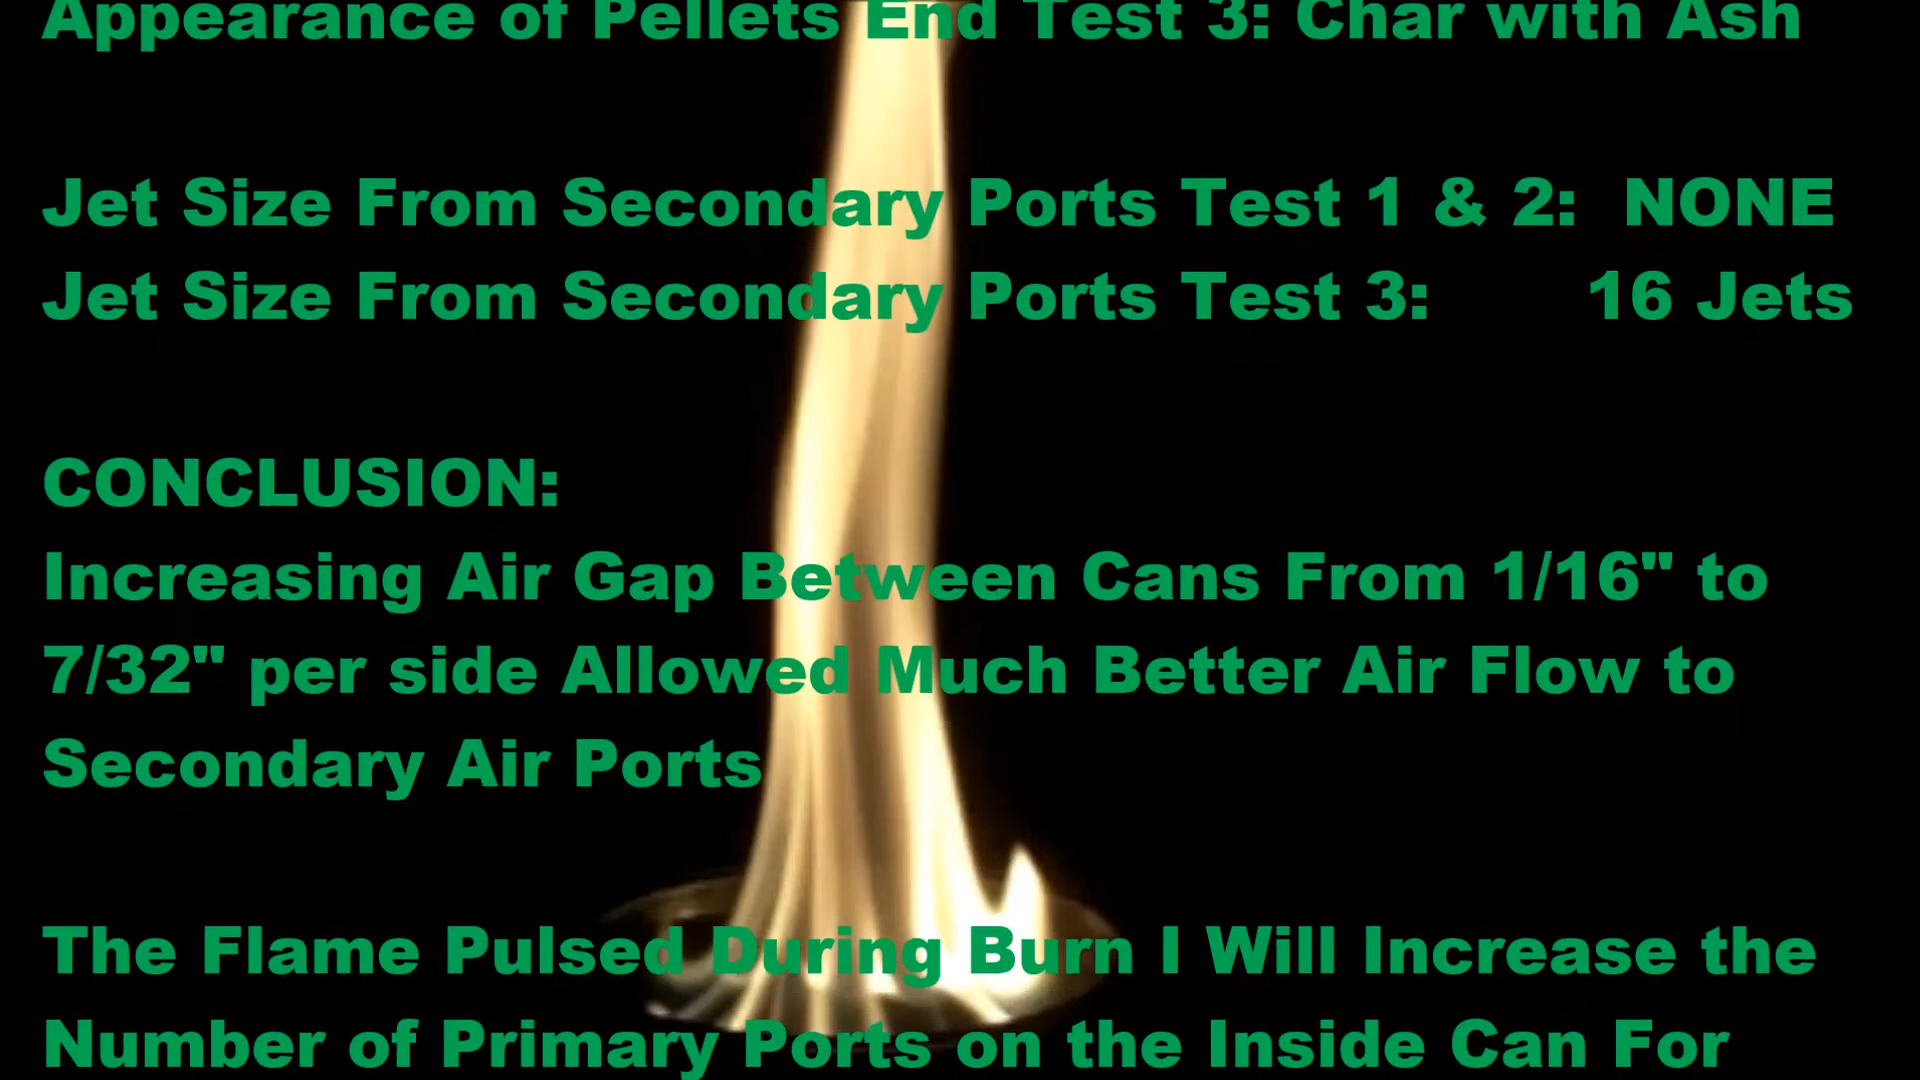 Appearance of Pellets End Test 3: Char with Ash
Jet Size From Secondary Ports Test 1 & 2: NONE
Jet Size From Secondary Ports Test 3: 16 Jets
CONCLUSION:
Increasing Air Gap Between Cans From 1/16" to
7/32" per side Allowed Much Better Air Flow to
Secondary Air Ports
The Flame Pulsed During Burn I Will Increase the
Number of Primary Ports on the Inside Can For